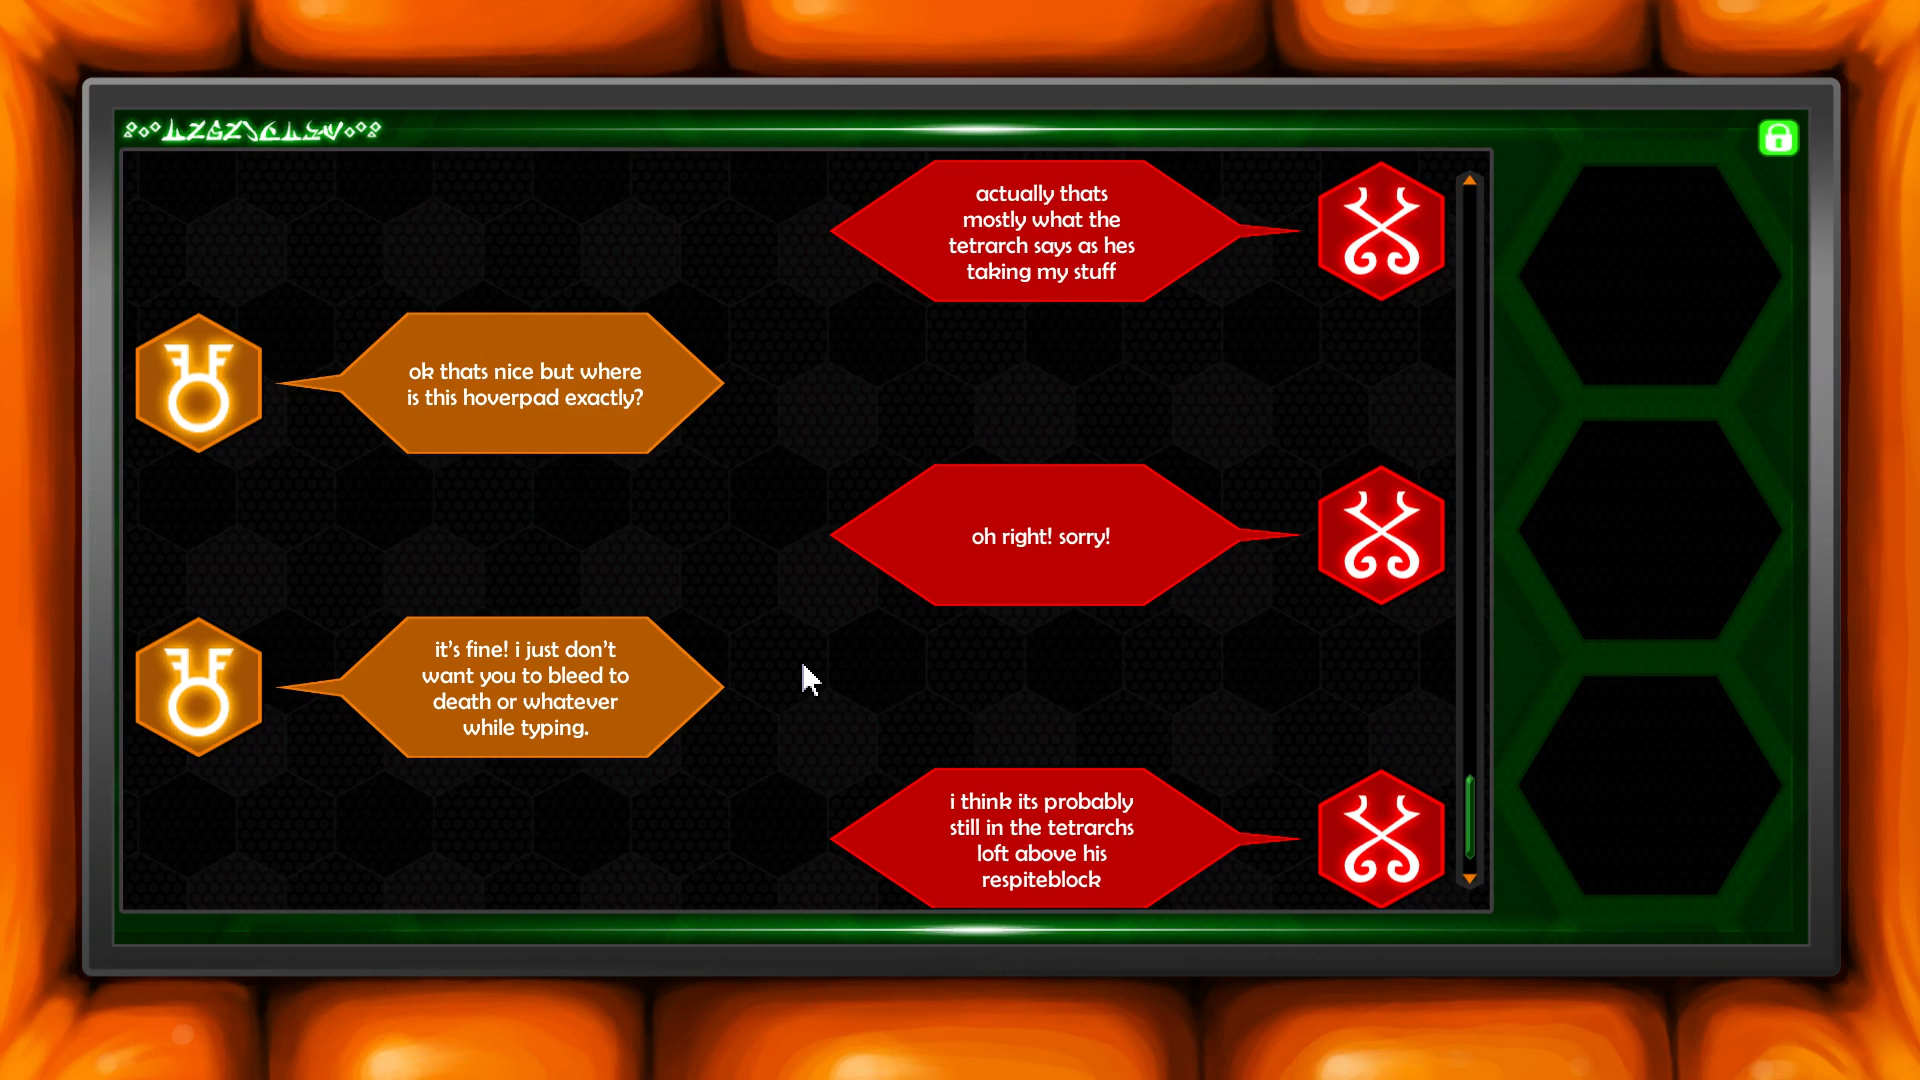 actually thats
mostly what the
tetrarch says as hes
taking my stuff
ok thats nice but where
is this hoverpad exactly?
oh right! sorry!
it’s fine! i just don’t
want you to bleed to
death or whatever
while typing.
i think its probably
still in the tetrarchs
loft above his
respiteblock